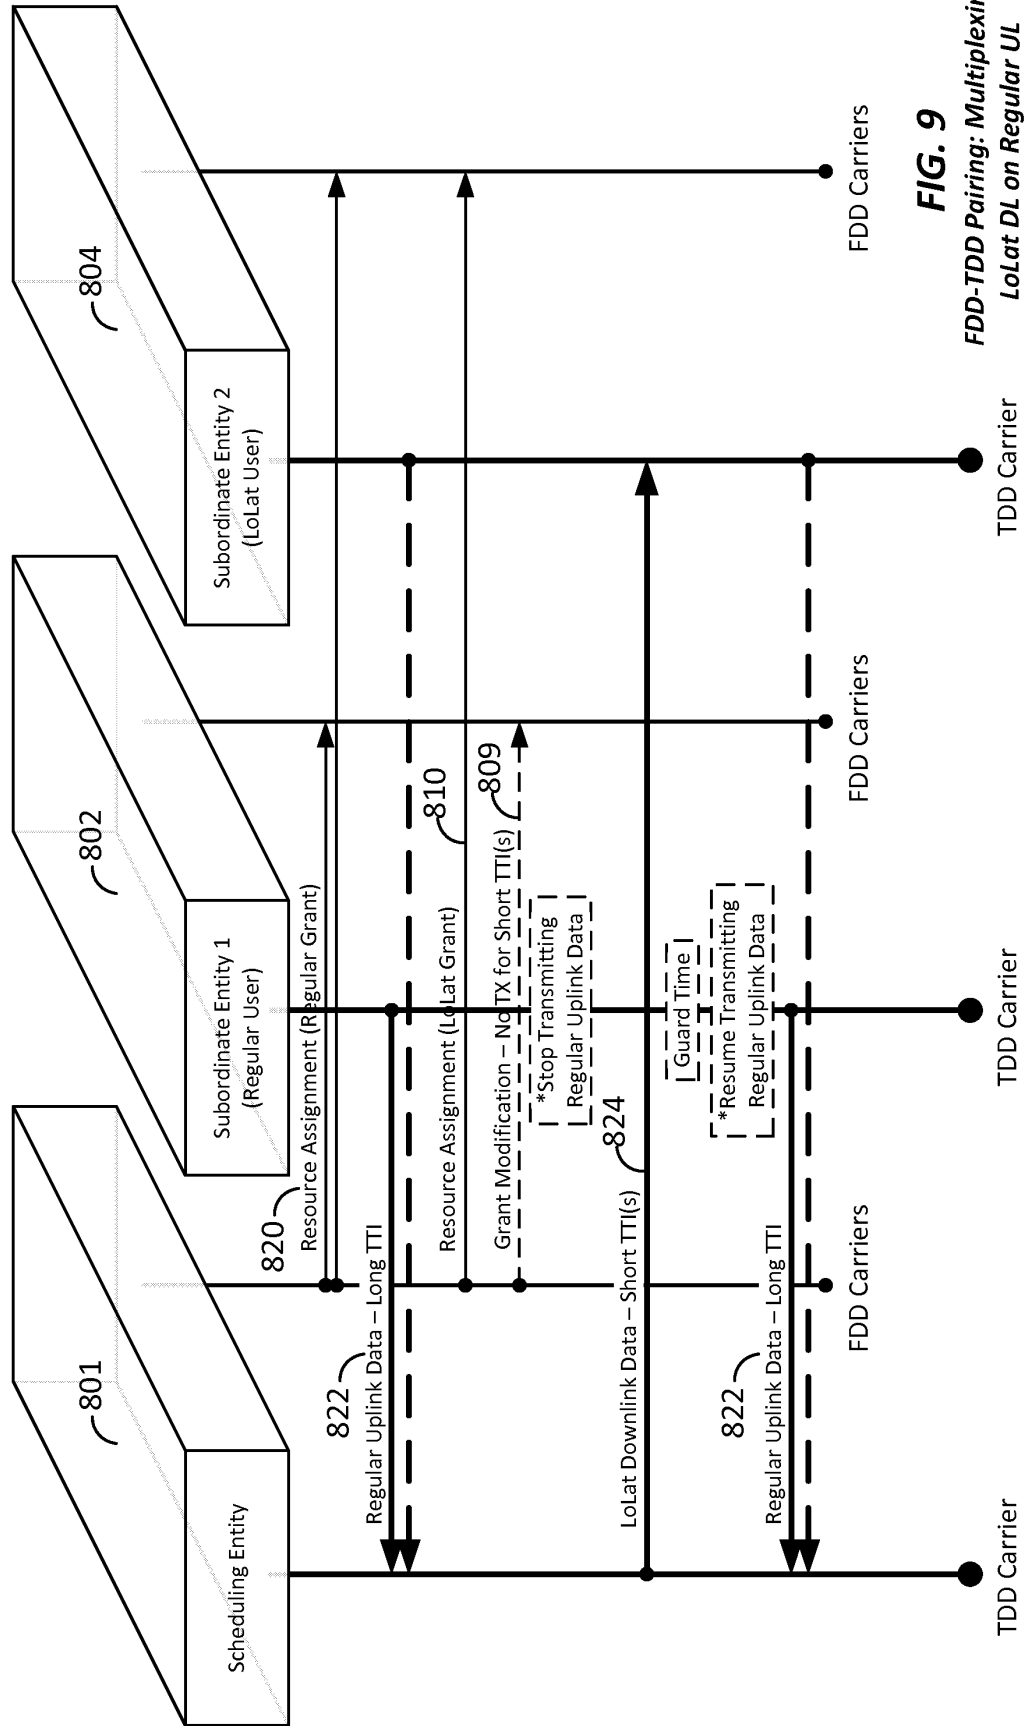 801
802
804
Scheduling Entity
Subordinate Entity 1
(Regular User)
Subordinate Entity 2
(LoLat User)
820
Resource Assignment (Regular Grant)
822
Regular Uplink Data – Long TTI
810
Resource Assignment (LoLat Grant)
809
Grant Modification – No TX for Short TTI(s)
*Stop Transmitting
Regular Uplink Data
824
LoLat Downlink Data – Short TTI(s)
Guard Time
*Resume Transmitting
Regular Uplink Data
822
Regular Uplink Data – Long TTI
FDD Carriers
FDD Carriers
FDD Carriers
TDD Carrier
TDD Carrier
TDD Carrier
FIG. 9
FDD-TDD Pairing: Multiplexin
LoLat DL on Regular UL